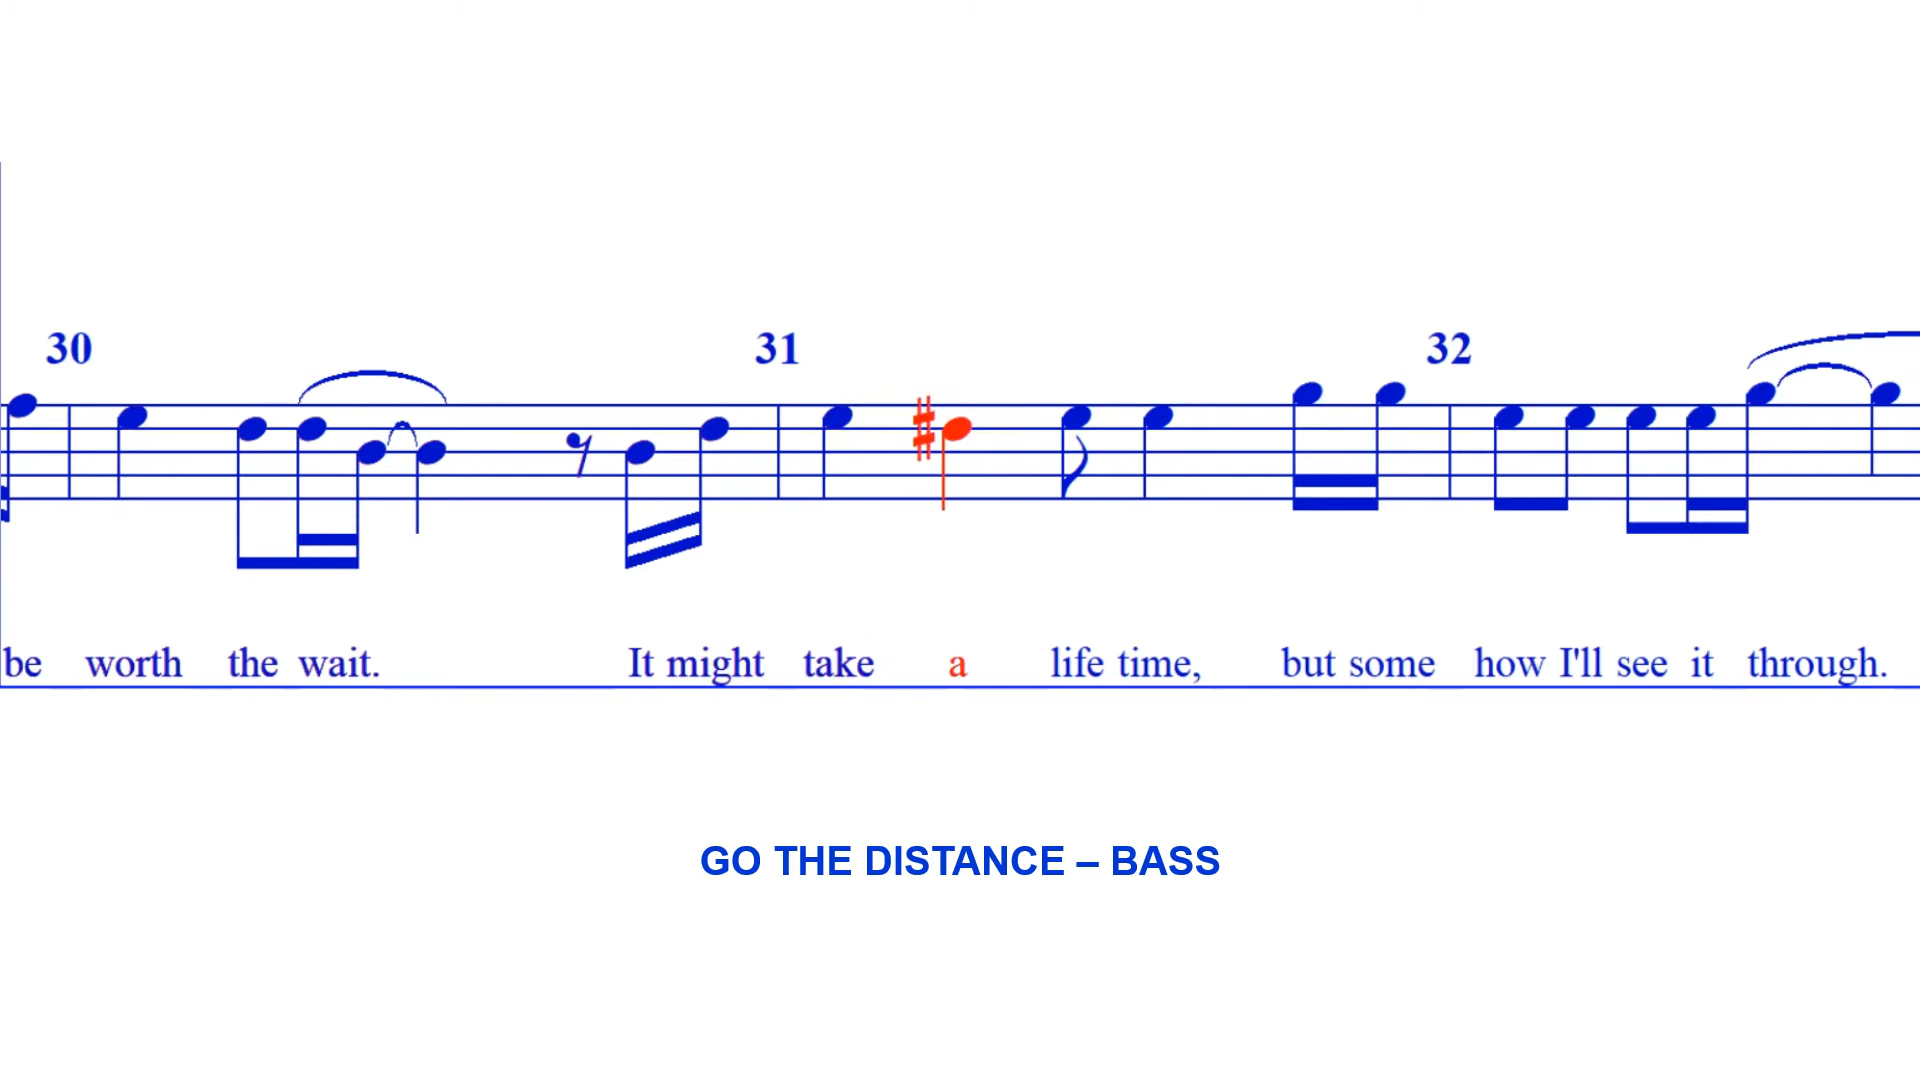 30 31 32
be worth the wait. It might take a life time, but some how I'll see it through.
GO THE DISTANCE – BASS